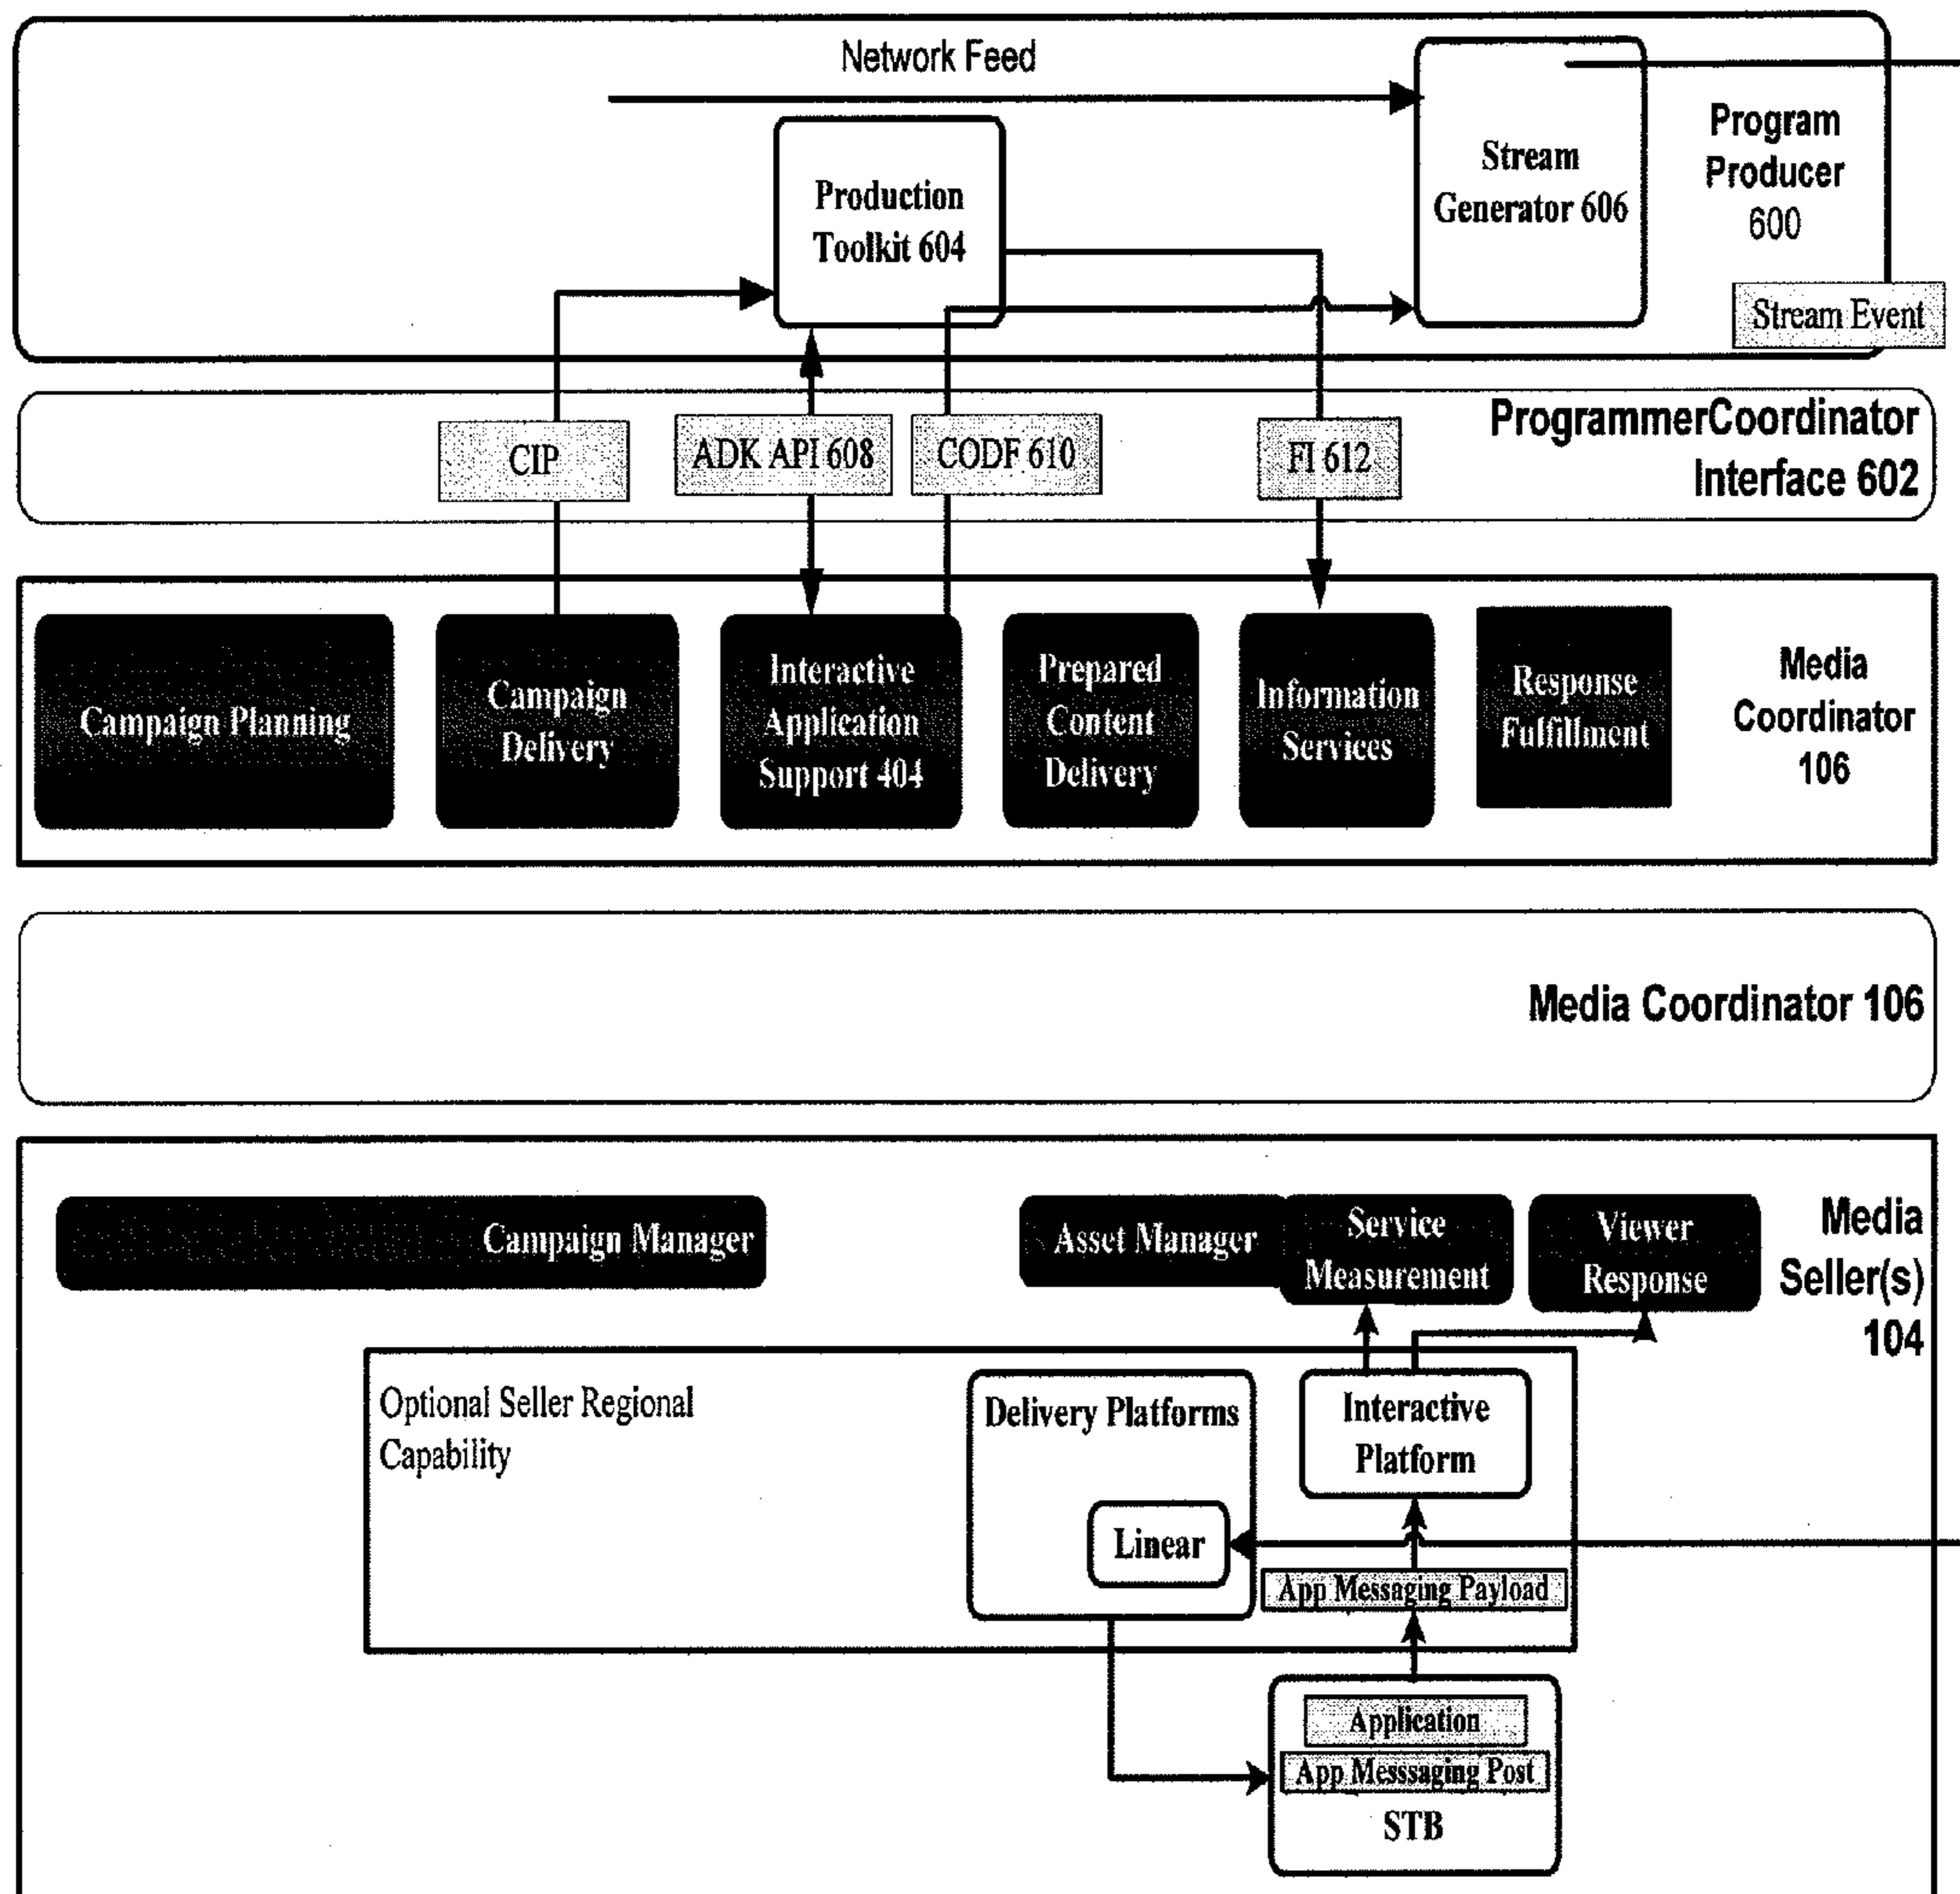 Network Feed
Production
Toolkit 604
Stream
Generator 606
Program
Producer
600
Stream Event
CIP
ADK API 608
CODF 610
FI 612
ProgrammerCoordinator
Interface 602
Campaign Planning
Campaign
Delivery
Interactive
Application
Support 404
Prepared
Content
Delivery
Information
Services
Response
Fulfillment
Media
Coordinator
106
Media Coordinator 106
Campaign Manager
Asset Manager
Service
Measurement
Viewer
Response
Media
Seller(s)
104
Optional Seller Regional
Capability
Delivery Platforms
Linear
Interactive
Platform
App Messaging Payload
Application
App Messsaging Post
STB